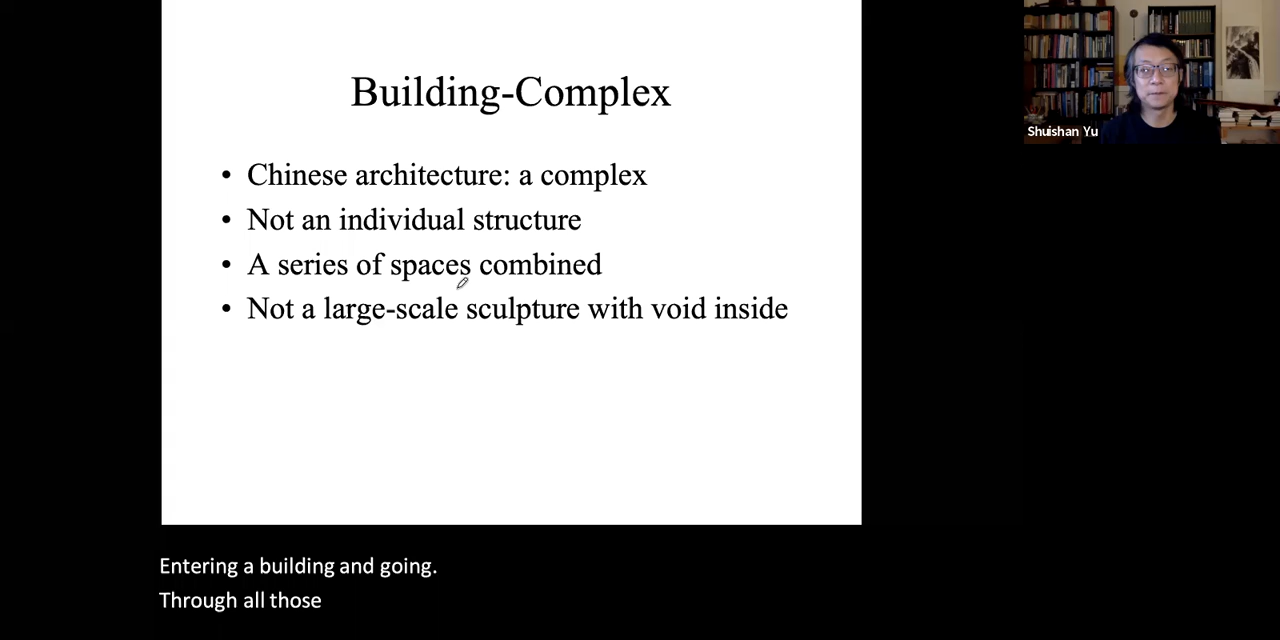 Building-Complex
• Chinese architecture: a complex
• Not an individual structure
• A series of spaces combined
• Not a large-scale sculpture with void inside
Shuishan Yu
Entering a building and going.
Through all those